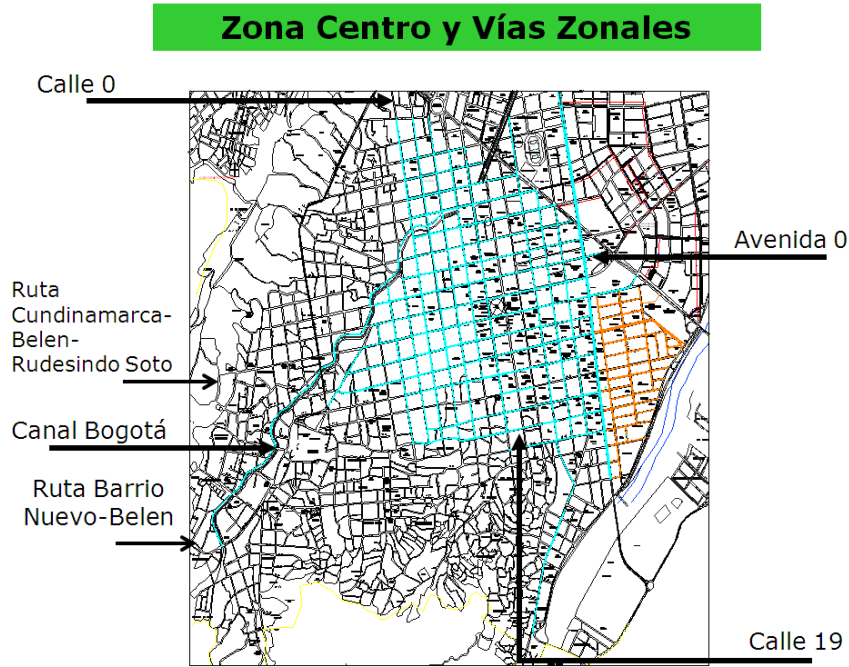 Zona Centro y Vías Zonales
Calle 0
Avenida 0
Ruta
Cundinamarca-
Belen-
Rudesindo Soto
Canal Bogotá
Ruta Barrio
Nuevo-Belen
Calle 19